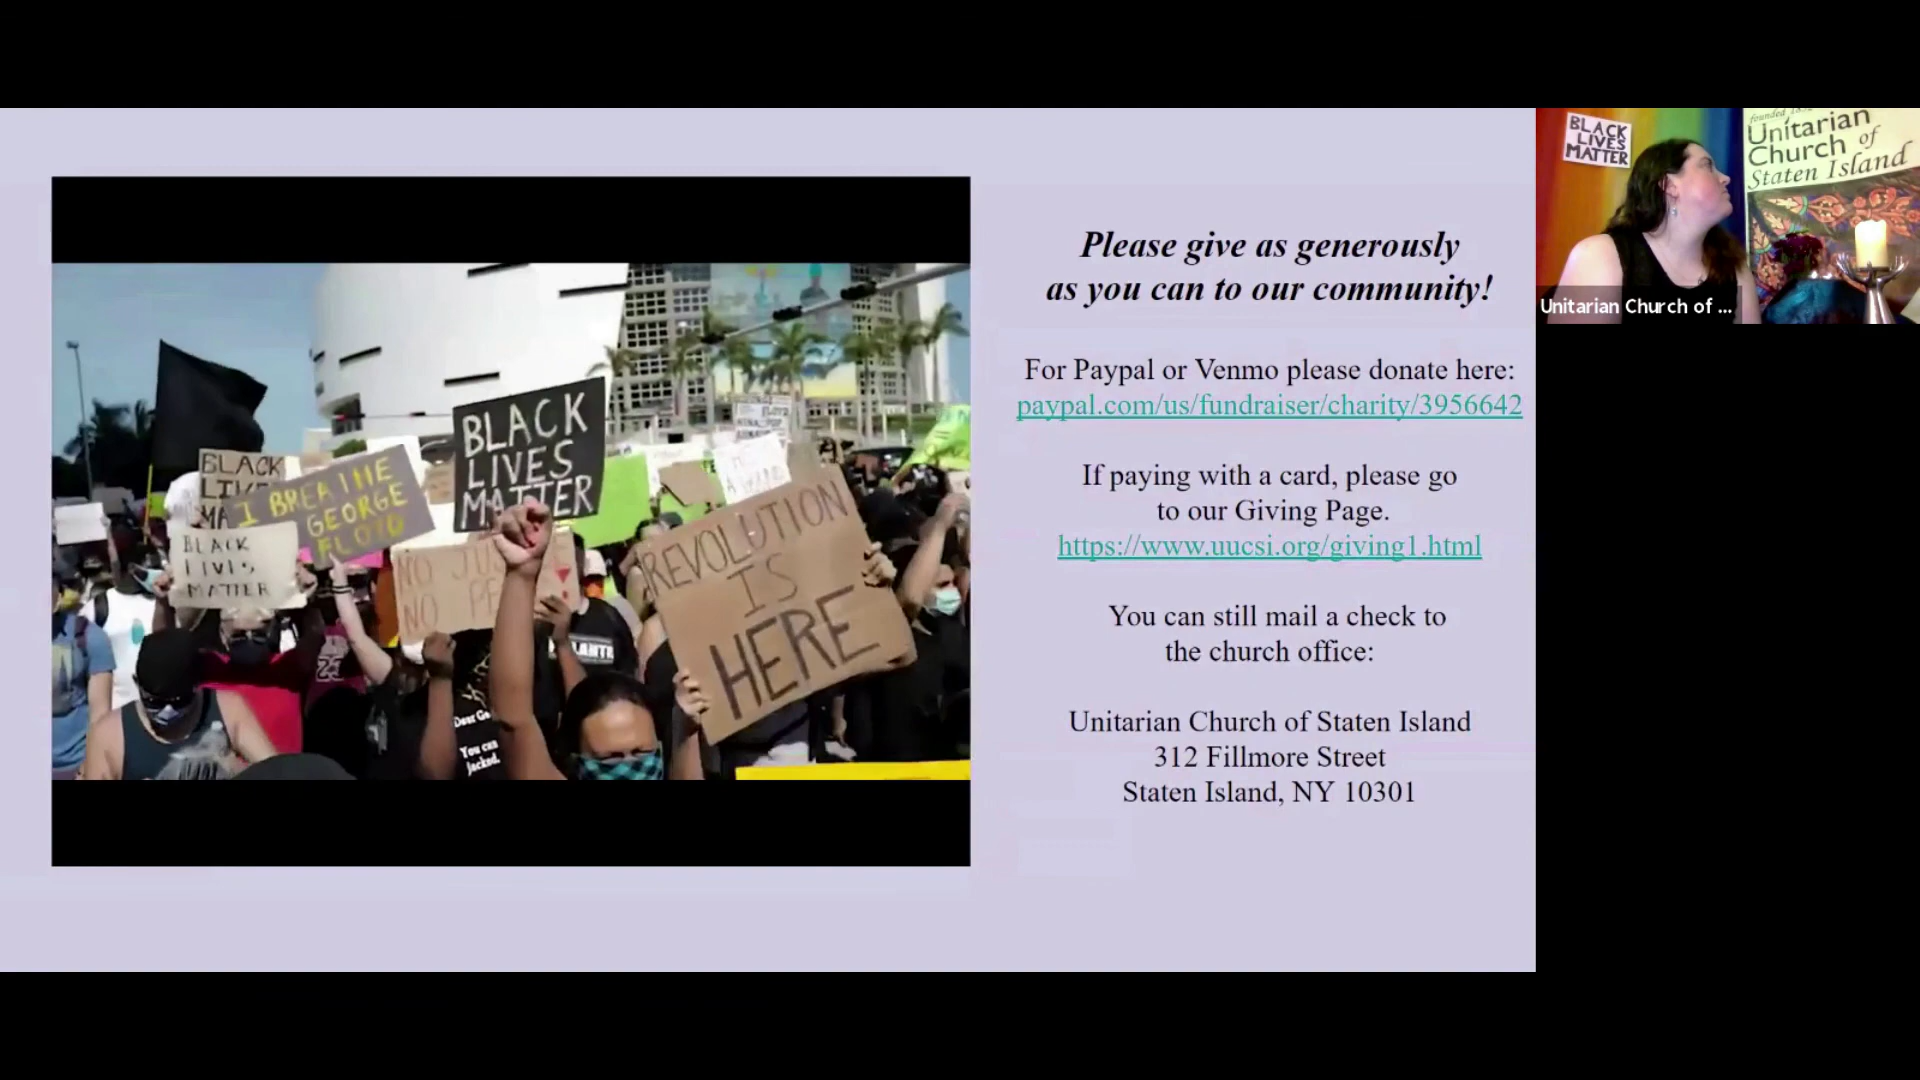 BLACK
LIVES
MATTER
BLACK
I BREATHE
GEORGE
FLOYD
BLACK
LIVES
MATTER
NO
NO
REVOLUTION
IS
HERE
You can
Please give as generously
as you can to our community!
For Paypal or Venmo please donate here:
paypal.com/us/fundraiser/charity/3956642
If paying with a card, please go
to our Giving Page.
https://www.uucsi.org/giving1.html
You can still mail a check to
the church office:
Unitarian Church of Staten Island
312 Fillmore Street
Staten Island, NY 10301
BLACK
LIVES
MATTER
founded
Unitarian
Church of
Staten Island
Unitarian Church of ...